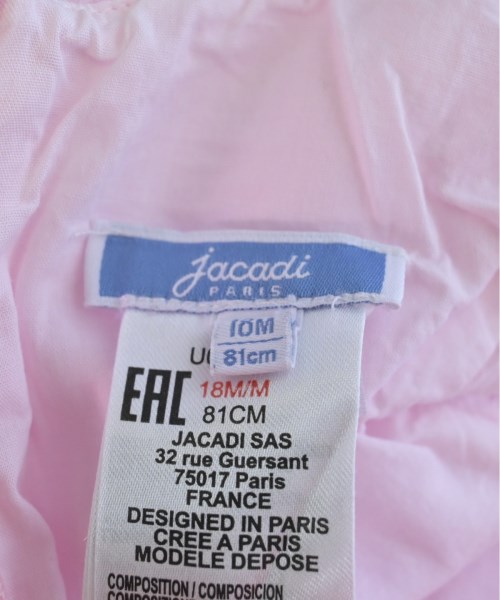 jacadi
PARIS
18M
81cm
EAC
18M/M
81CM
JACADI SAS
32 rue Guersant
75017 Paris
FRANCE
DESIGNED IN PARIS
CREE A PARIS
MODELE DEPOSE
COMPOSITION / COMPOSICION